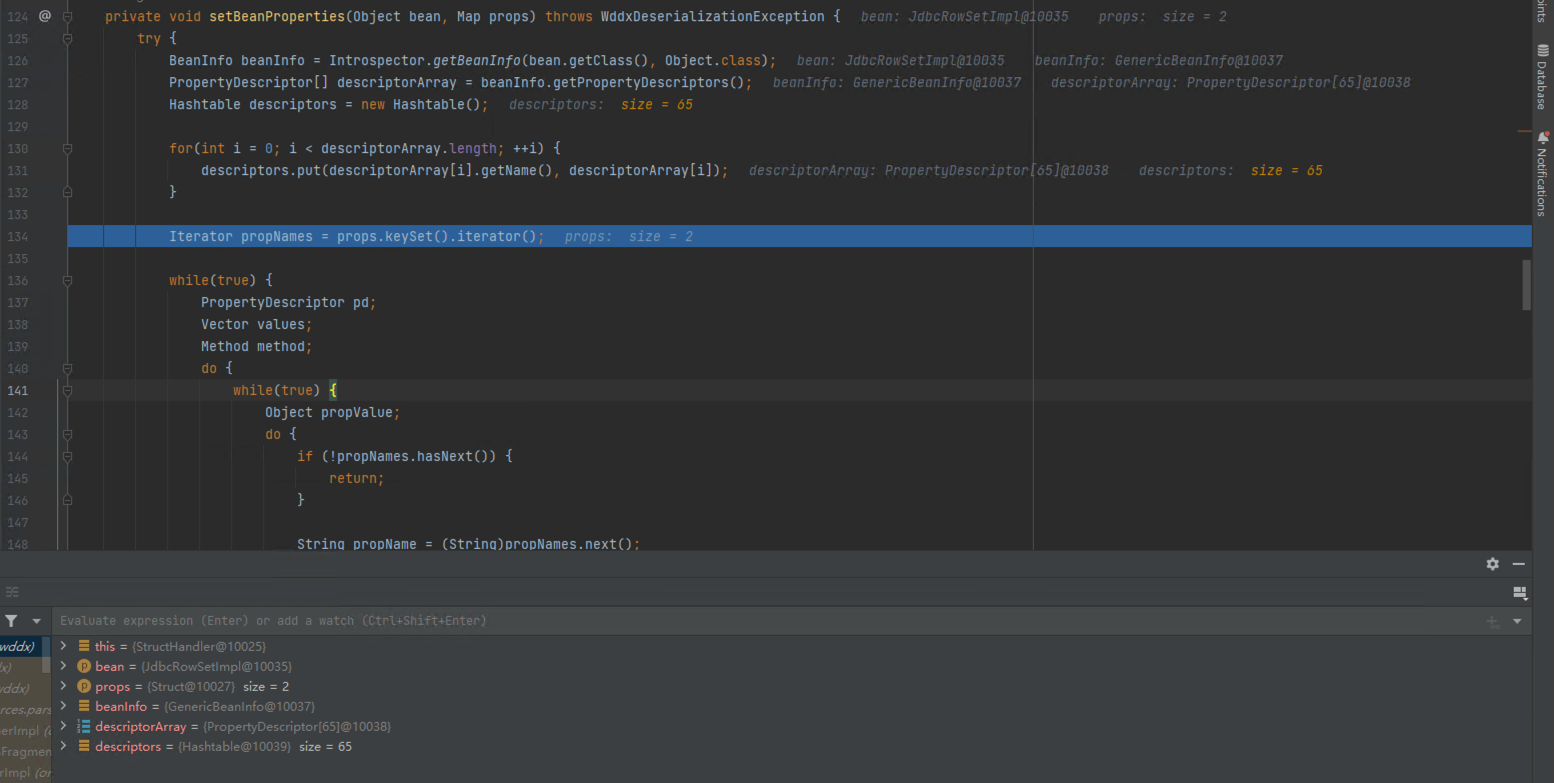 124 @ private void setBeanProperties(Object bean, Map props) throws WddxDeserializationException { bean: JdbcRowSetImpl@10035 props: size = 2
125 try {
126 BeanInfo beanInfo = Introspector.getBeanInfo(bean.getClass(), Object.class); bean: JdbcRowSetImpl@10035 beanInfo: GenericBeanInfo@10037
127 PropertyDescriptor[] descriptorArray = beanInfo.getPropertyDescriptors(); beanInfo: GenericBeanInfo@10037 descriptorArray: PropertyDescriptor[65]@10038
128 Hashtable descriptors = new Hashtable(); descriptors: size = 65
129
130 for(int i = 0; i < descriptorArray.length; ++i) {
131 descriptors.put(descriptorArray[i].getName(), descriptorArray[i]); descriptorArray: PropertyDescriptor[65]@10038 descriptors: size = 65
132 }
133
134 Iterator propNames = props.keySet().iterator(); props: size = 2
135
136 while(true) {
137 PropertyDescriptor pd;
138 Vector values;
139 Method method;
140 do {
141 while(true) {
142 Object propValue;
143 do {
144 if (!propNames.hasNext()) {
145 return;
146 }
147
148 String propName = (String)propNames.next();
oints
Database
Notifications
Evaluate expression (Enter) or add a watch (Ctrl+Shift+Enter)
wddx)
x)
vddx)
rces.pars
erImpl (o
Fragmen
rImpl (or
this = {StructHandler@10025}
bean = {JdbcRowSetImpl@10035}
props = {Struct@10027} size = 2
beanInfo = {GenericBeanInfo@10037}
descriptorArray = {PropertyDescriptor[65]@10038}
descriptors = {Hashtable@10039} size = 65